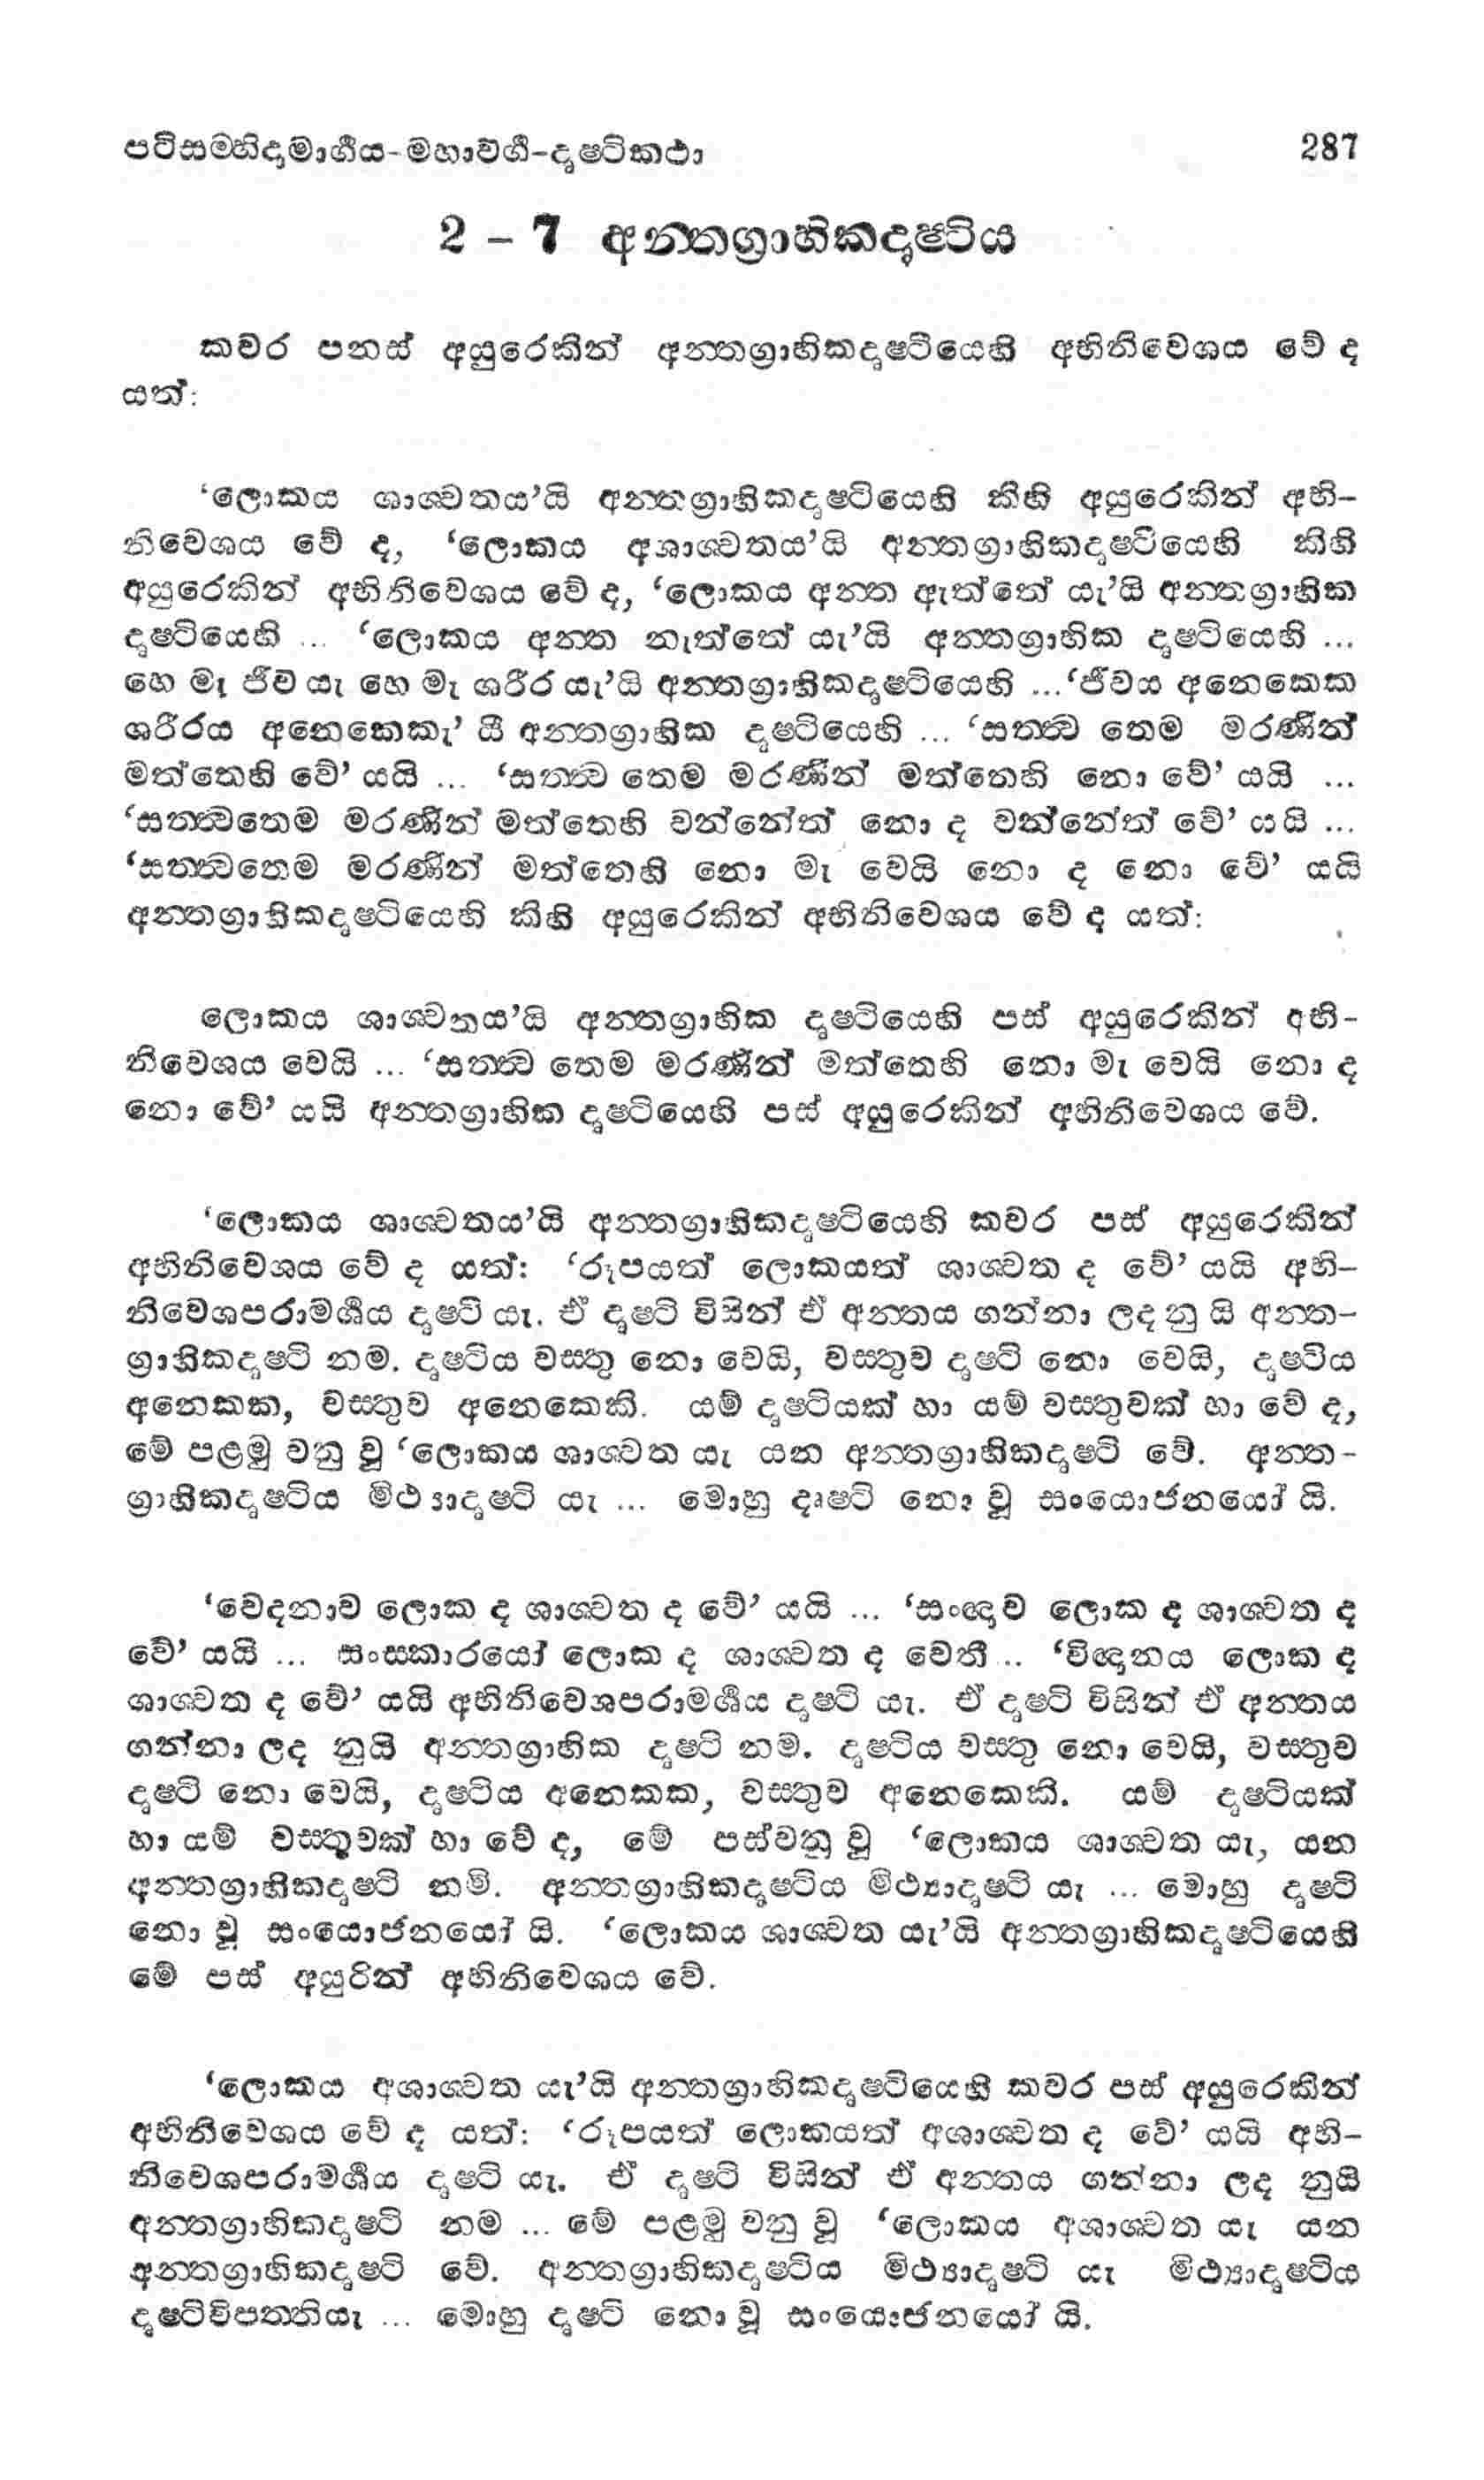 පටිසම්භිදාමාර්‍ගය-මහාවර්‍ග-දෘෂ්ටිකථා 287
2 – 7 අන්තග්‍රාහිකදෘෂ්ටිය
කවර පනස් අයුරෙකින් අන්තග්‍රාහිකදෘෂ්ටියෙහි අභිනිවෙශය වේ ද
යත්:
‘ලොකය ශාශ්වතය’යි අන්තග්‍රාහිකදෘෂ්ටියෙහි කිහි අයුරෙකින් අභි-
නිවෙශය වේ ද, ‘ලොකය අශාශ්වතය’යි අන්තග්‍රාහිකදෘෂ්ටියෙහි කිහි
අයුරෙකින් අභිනිවෙශය වේ ද, ‘ලොකය අන්ත ඇත්තේ යැ’යි අන්තග්‍රාහික
දෘෂ්ටියෙහි ... ‘ලොකය අන්ත නැත්තේ යැ’යි අන්තග්‍රාහික දෘෂ්ටියෙහි ...
හෙ මැ ජීව යැ හෙ මැ ශරීර යැ’යි අන්තග්‍රාහිකදෘෂ්ටියෙහි ...‘ජීවය අනෙකෙක
ශරීරය අනෙකෙකැ’ යී අන්තග්‍රාහික දෘෂ්ටියෙහි ... ‘සත්ත්ව තෙම මරණින්
මත්තෙහි වේ’ යයි ... ‘සත්ත්ව තෙම මරණින් මත්තෙහි නො වේ’ යයි ...
‘සත්ත්වතෙම මරණින් මත්තෙහි වන්නේත් නො ද වන්නේත් වේ’ යයි ...
‘සත්ත්වතෙම මරණින් මත්තෙහි නො මැ වෙයි නො ද නො වේ’ යයි
අන්තග්‍රාහිකදෘෂ්ටියෙහි කිහි අයුරෙකින් අභිනිවෙශය වේ ද යත්:
ලොකය ශාශ්වතය’යි අන්තග්‍රාහික දෘෂ්ටියෙහි පස් අයුරෙකින් අභි-
නිවෙශය වෙයි ... ‘සත්ත්ව තෙම මරණින් මත්තෙහි නො මැ වෙයි නො ද
නො වේ’ යයි අන්තග්‍රාහික දෘෂ්ටියෙහි පස් අයුරෙකින් අභිනිවෙශය වේ.
‘ලොකය ශාශ්වතය’යි අන්තග්‍රාහිකදෘෂ්ටියෙහි කවර පස් අයුරෙකින්
අභිනිවෙශය වේ ද යත්: ‘රූපයත් ලොකයත් ශාශ්වත ද වේ’ යයි අභි-
නිවෙශපරාමර්‍ශය දෘෂ්ටි යැ. ඒ දෘෂ්ටි විසින් ඒ අන්තය ගන්නා ලද නු යි අන්ත-
ග්‍රාහිකදෘෂ්ටි නම. දෘෂ්ටිය වස්තු නො වෙයි, වස්තුව දෘෂ්ටි නො වෙයි, දෘෂ්ටිය
අනෙකක, වස්තුව අනෙකෙකි. යම් දෘෂ්ටියක් හා යම් වස්තුවක් හා වේ ද,
මේ පළමු වනු වූ ‘ලොකය ශාශ්වත යැ යන අන්තග්‍රාහිකදෘෂ්ටි වේ. අන්ත-
ග්‍රාහිකදෘෂ්ටිය මිථ්‍යාදෘෂ්ටි යැ ... මොහු දෘෂ්ටි නො වූ සංයොජනයෝ යි.
‘වෙදනාව ලොක ද ශාශ්වත ද වේ’ යයි ... ‘සංඥාව ලොක ද ශාශ්වත ද
වේ’ යයි ... සංස්කාරයෝ ලොක ද ශාශ්වත ද වෙතී .. ‘විඥානය ලොක ද
ශාශ්වත ද වේ’ යයි අභිනිවෙශපරාමර්‍ශය දෘෂ්ටි යැ. ඒ දෘෂ්ටි විසින් ඒ අන්තය
ගන්නා ලද නුයි අන්තග්‍රාහික දෘෂ්ටි නම. දෘෂ්ටිය වස්තු නො වෙයි, වස්තුව
දෘෂ්ටි නො වෙයි, දෘෂ්ටිය අනෙකක, වස්තුව අනෙකෙකි. යම් දෘෂ්ටියක්
හා යම් වස්තුවක් හා වේ ද, මේ පස්වනු වූ ‘ලොකය ශාශ්වත යැ, යන
අන්තග්‍රාහිකදෘෂ්ටි නම්. අන්තග්‍රාහිකදෘෂ්ටිය මිථ්‍යාදෘෂ්ටි යැ ... මොහු දෘෂ්ටි
නො වූ සංයොජනයෝ යි. ‘ලොකය ශාශ්වත යැ’යි අන්තග්‍රාහිකදෘෂ්ටියෙහි
මේ පස් අයුරින් අභිනිවෙශය වේ.
‘ලොකය අශාශ්වත යැ’යි අන්තග්‍රාහිකදෘෂ්ටියෙහි කවර පස් අයුරෙකින්
අභිනිවෙශය වේ ද යත්: ‘රූපයත් ලොකයත් අශාශ්වත ද වේ’ යයි අභි-
නිවෙශපරාමර්‍ශය දෘෂ්ටි යැ. ඒ දෘෂ්ටි විසින් ඒ අන්තය ගන්නා ලද නුයි
අන්තග්‍රාහිකදෘෂ්ටි නම ... මේ පළමු වනු වූ ‘ලොකය අශාශ්වත යැ යන
අන්තග්‍රාහිකදෘෂ්ටි වේ. අන්තග්‍රාහිකදෘෂ්ටිය මිථ්‍යාදෘෂ්ටි යැ මිථ්‍යාදෘෂ්ටිය
දෘෂ්ටිවිපත්තියැ ... මොහු දෘෂ්ටි නො වූ සංයොජනයෝ යි.